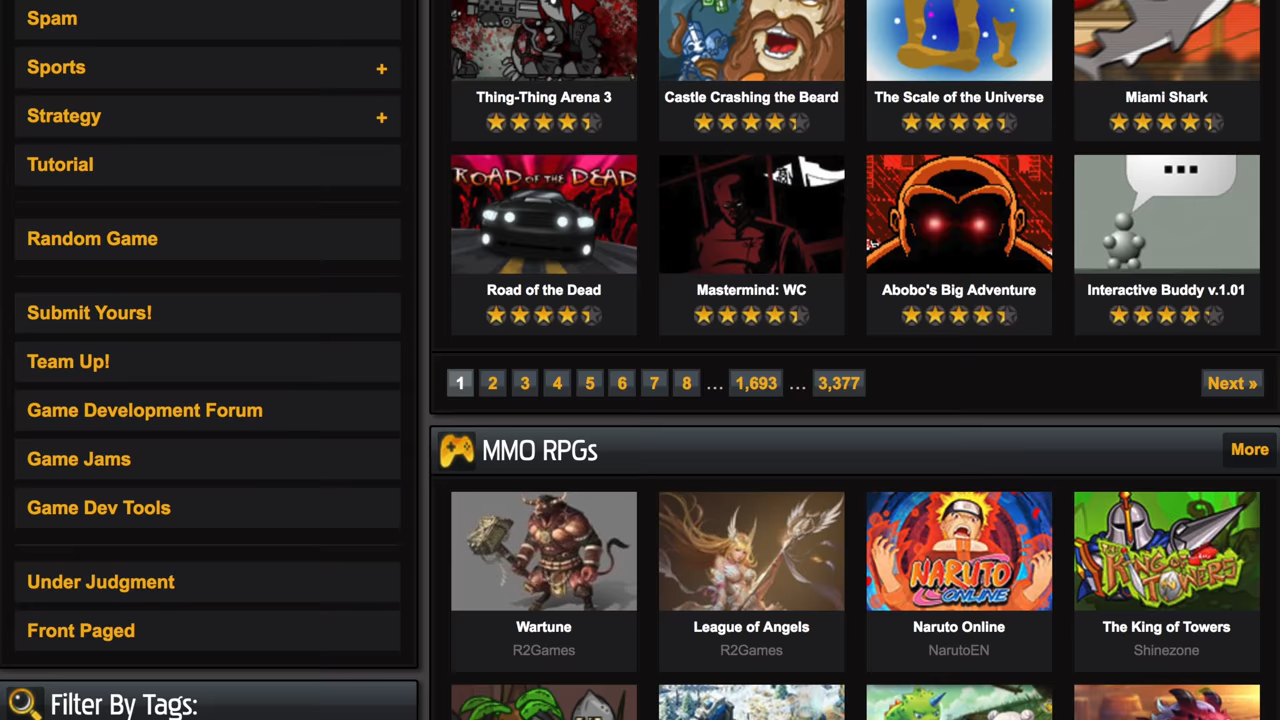 Spam
Sports +
Strategy +
Tutorial
Random Game
Submit Yours!
Team Up!
Game Development Forum
Game Jams
Game Dev Tools
Under Judgment
Front Paged
Filter By Tags:
Thing-Thing Arena 3
Castle Crashing the Beard
The Scale of the Universe
Miami Shark
ROAD OF THE DEAD
...
Road of the Dead
Mastermind: WC
Abobo's Big Adventure
Interactive Buddy v.1.01
1 2 3 4 5 6 7 8 ... 1,693 ... 3,377 Next »
MMO RPGs
More
NARUTO
ONLINE
THE KING OF
TOWERS
Wartune
League of Angels
Naruto Online
The King of Towers
R2Games
R2Games
NarutoEN
Shinezone